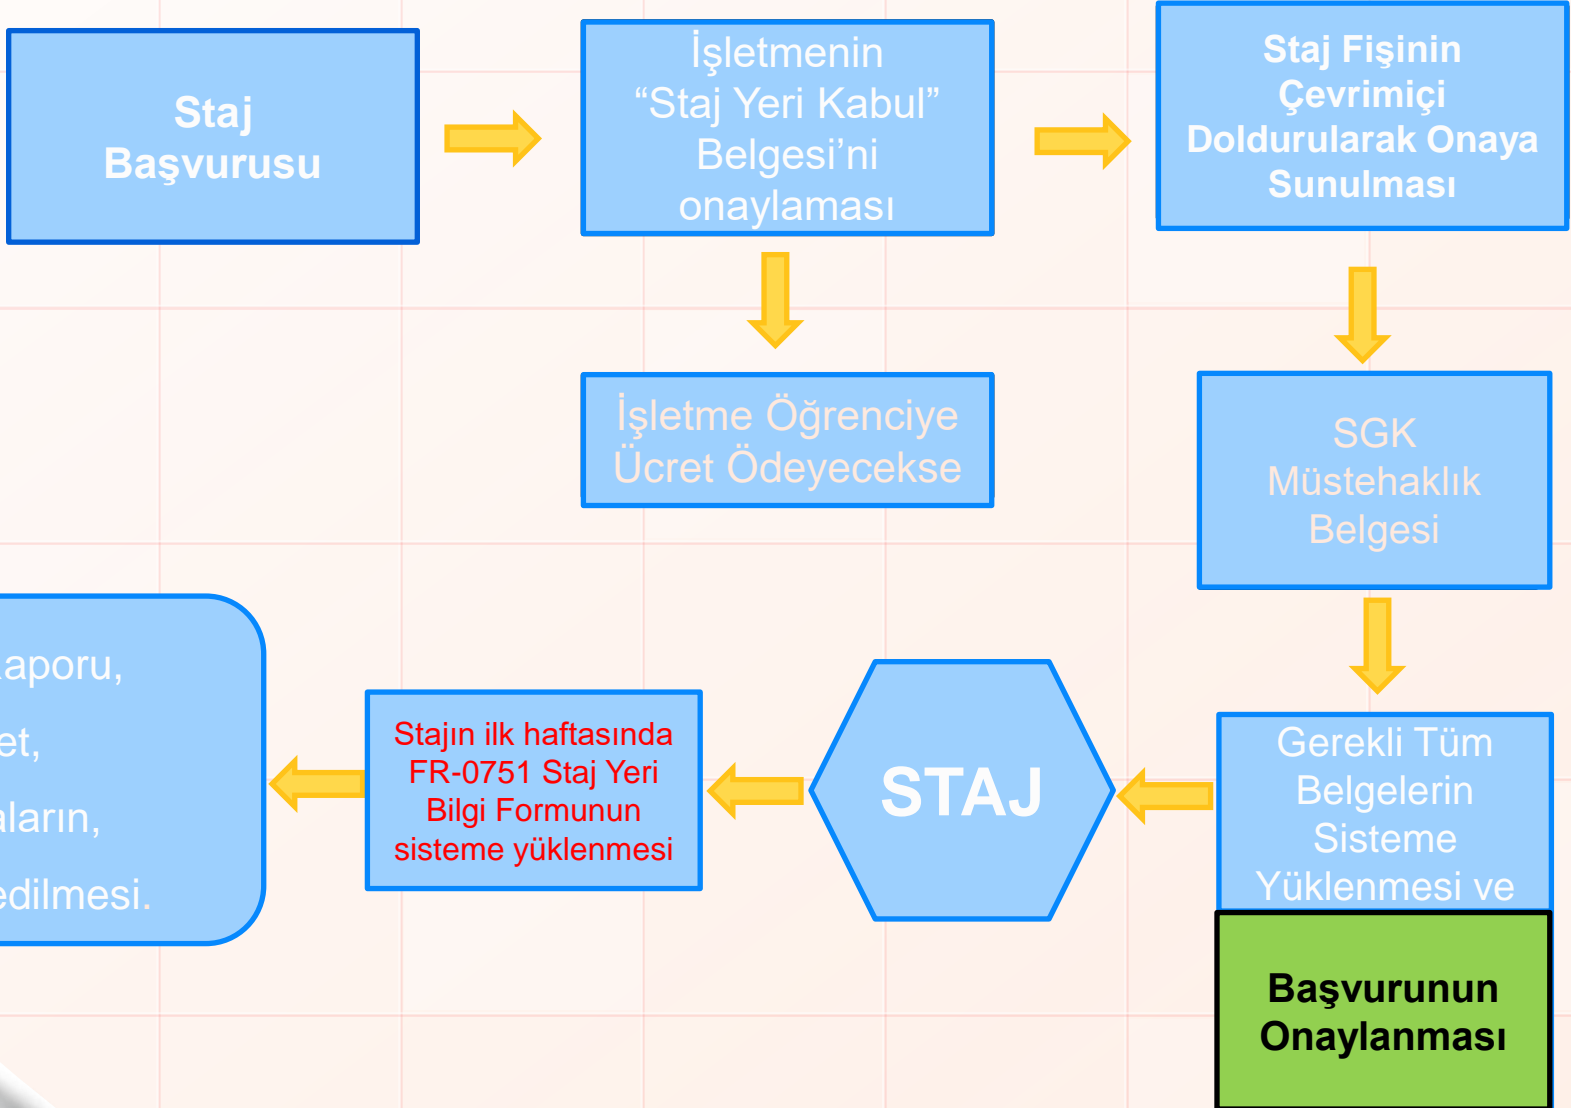 Staj
Başvurusu
İşletmenin
“Staj Yeri Kabul”
Belgesi’ni
onaylaması
Staj Fişinin
Çevrimiçi
Doldurularak Onaya
Sunulması
İşletme Öğrenciye
Ücret Ödeyecekse
SGK
Müstehaklık
Belgesi
Gerekli Tüm
Belgelerin
Sisteme
Yüklenmesi ve
Başvurunun
Onaylanması
STAJ
Stajın ilk haftasında
FR-0751 Staj Yeri
Bilgi Formunun
sisteme yüklenmesi
aporu,
et,
aların,
edilmesi.